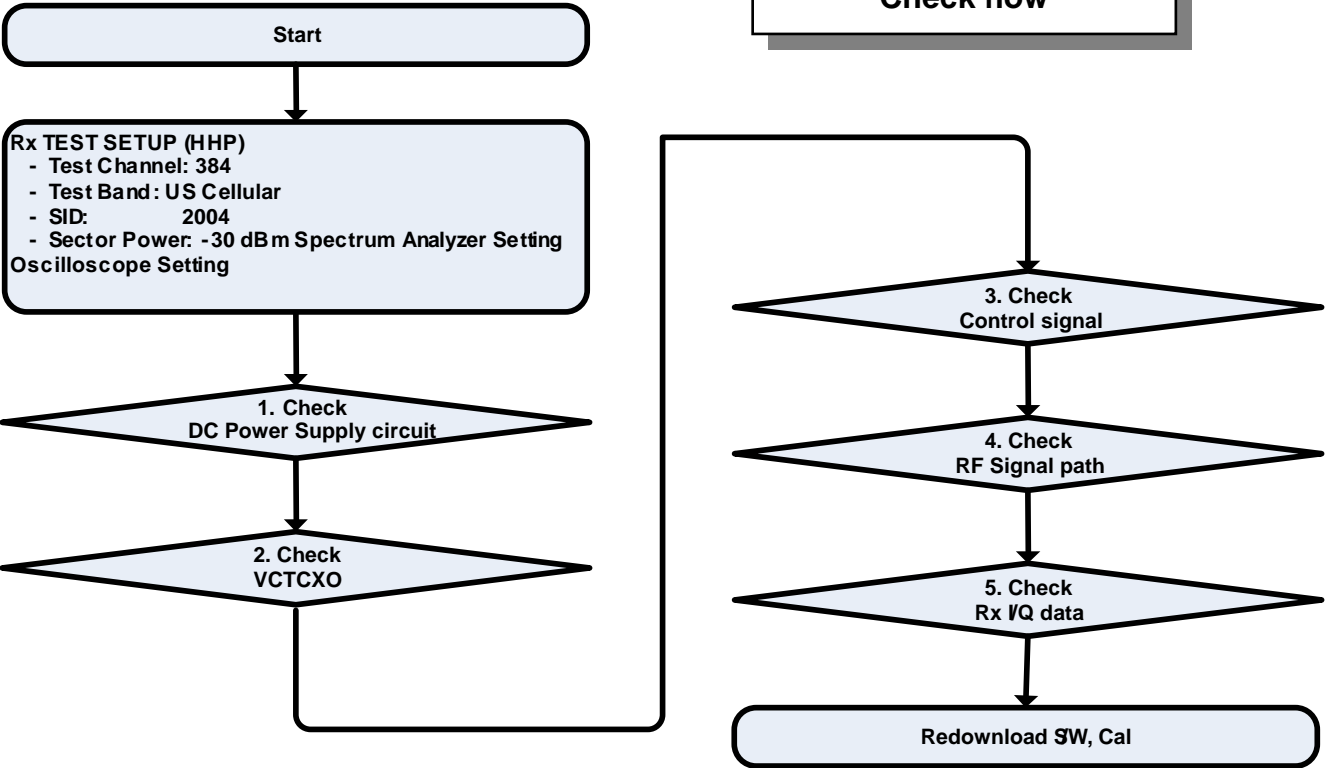 Check
Start
Rx TEST SETUP (HHP)
- Test Channel: 384
- Test Band: US Cellular
- SID: 2004
- Sector Power: -30 dBm Spectrum Analyzer Setting
Oscilloscope Setting
1. Check
DC Power Supply circuit
2. Check
VCTCXO
3. Check
Control signal
4. Check
RF Signal path
5. Check
Rx I/Q data
Redownload S/W, Cal